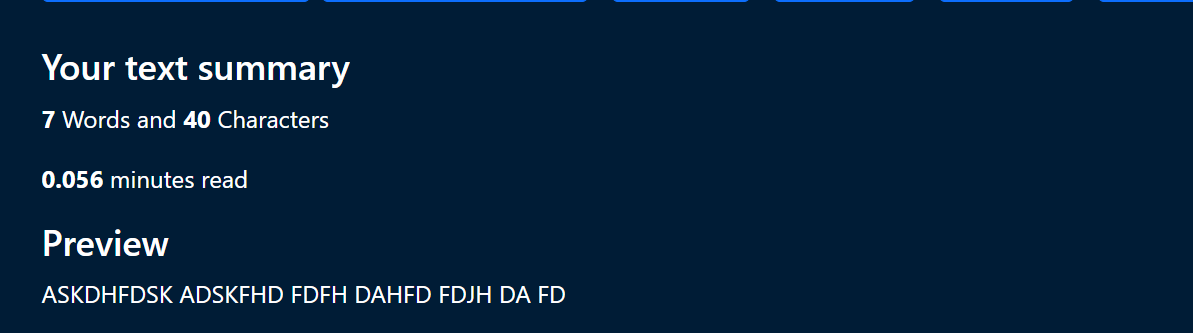 Your text summary
7 Words and 40 Characters
0.056 minutes read
Preview
ASKDHFDSK ADSKFHD FDFH DAHFD FDJH DA FD